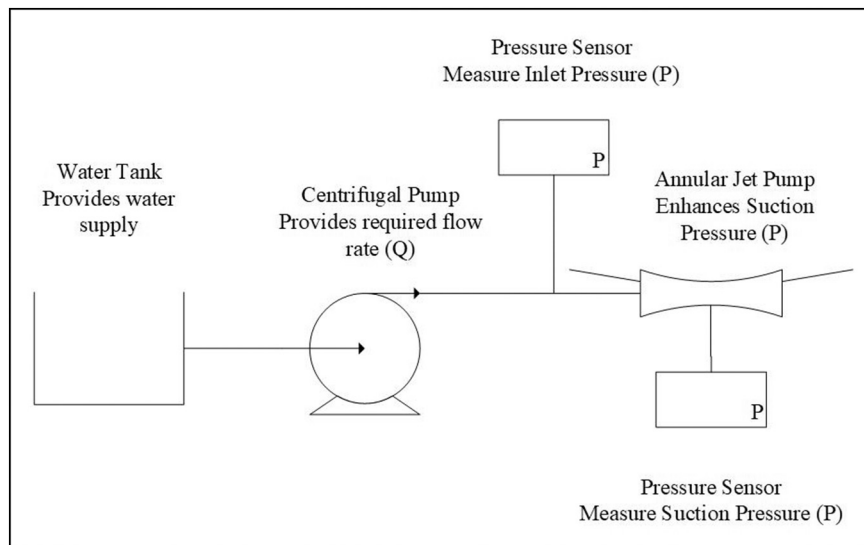 Pressure Sensor
Measure Inlet Pressure (P)
P
Water Tank
Provides water
supply
Centrifugal Pump
Provides required flow
rate (Q)
Annular Jet Pump
Enhances Suction
Pressure (P)
P
Pressure Sensor
Measure Suction Pressure (P)